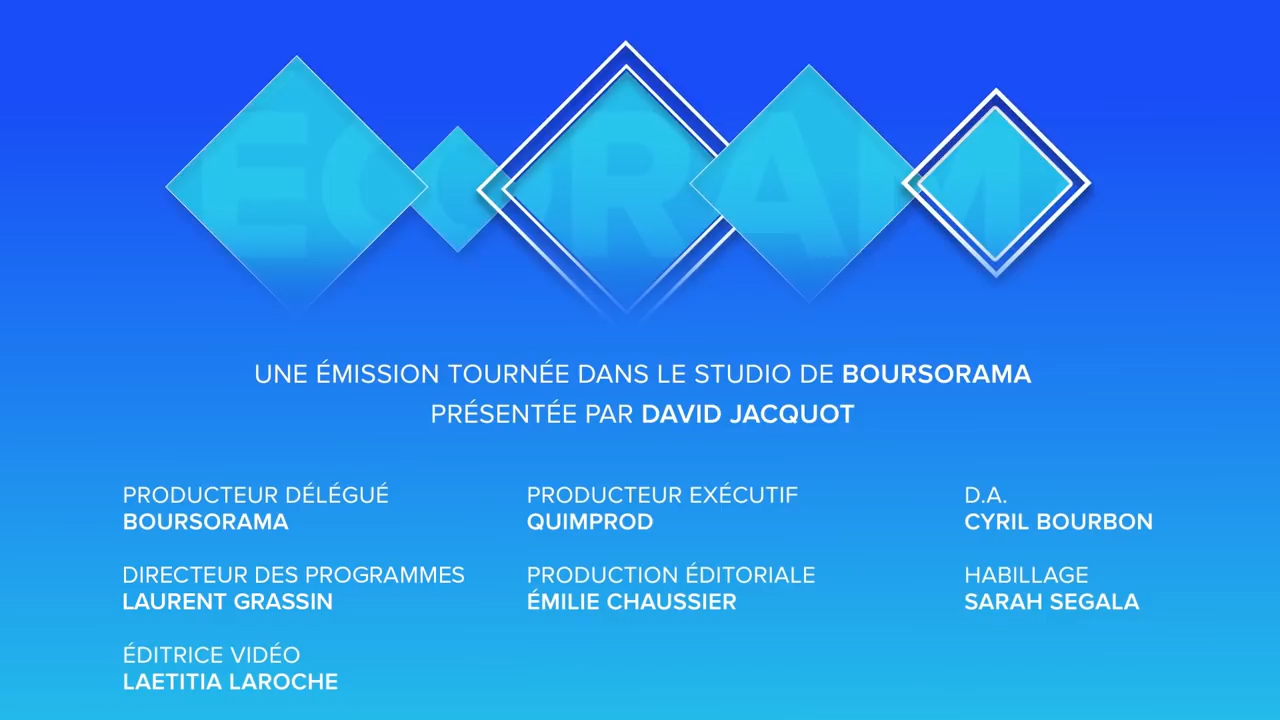 ECORAM
UNE ÉMISSION TOURNÉE DANS LE STUDIO DE BOURSORAMA
PRÉSENTÉE PAR DAVID JACQUOT
PRODUCTEUR DÉLÉGUÉ
BOURSORAMA
DIRECTEUR DES PROGRAMMES
LAURENT GRASSIN
ÉDITRICE VIDÉO
LAETITIA LAROCHE
PRODUCTEUR EXÉCUTIF
QUIMPROD
PRODUCTION ÉDITORIALE
ÉMILIE CHAUSSIER
D.A.
CYRIL BOURBON
HABILLAGE
SARAH SEGALA